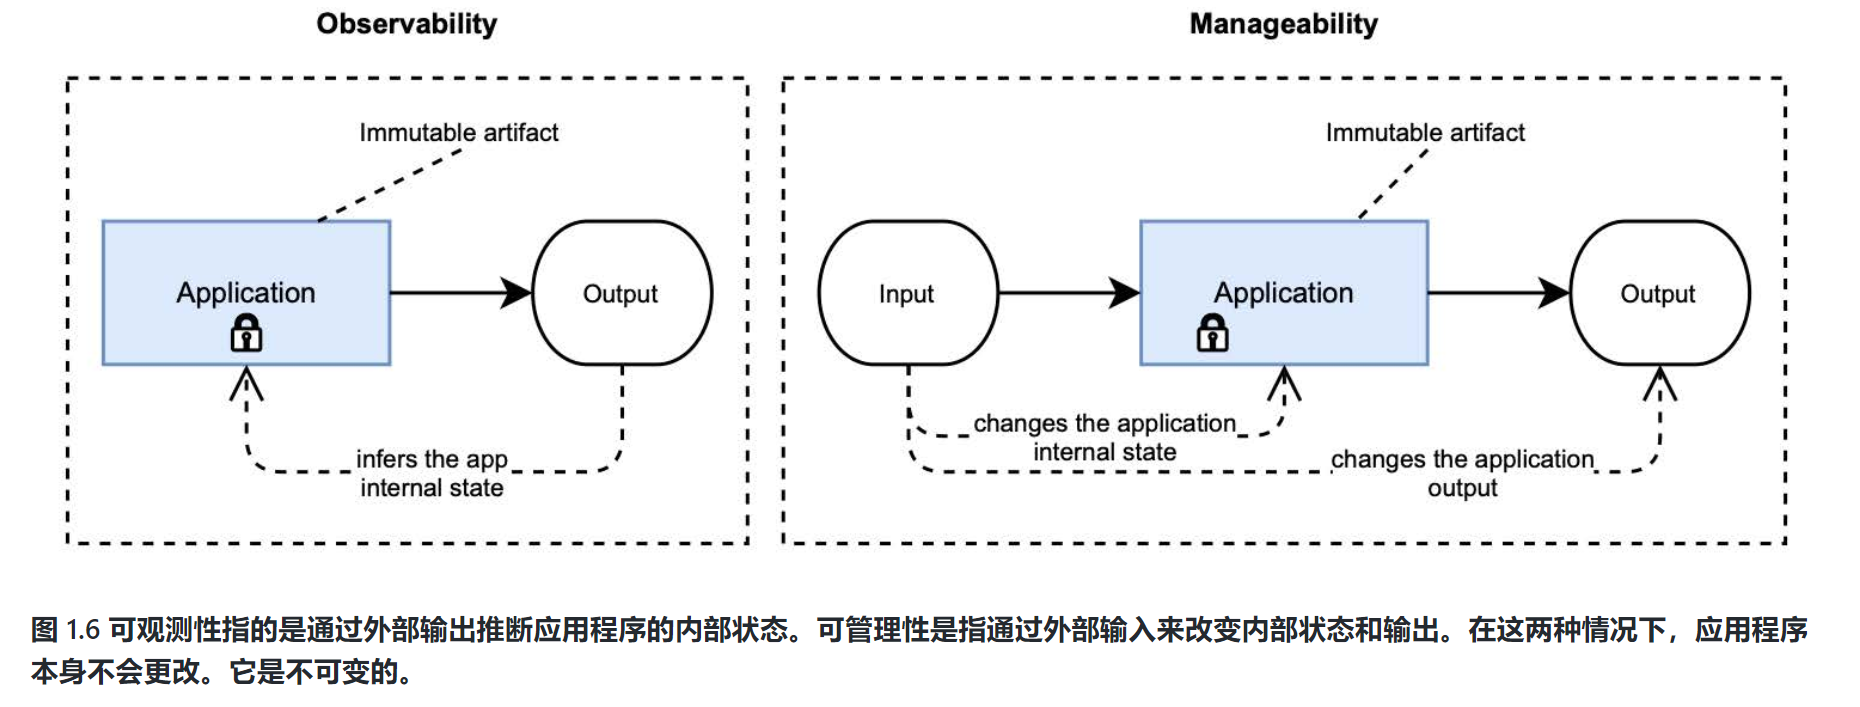 Observability
Immutable artifact
Application
Output
infers the app
internal state
Manageability
Immutable artifact
Input
Application
Output
changes the application
internal state
changes the application
output
图 1.6 可观测性指的是通过外部输出推断应用程序的内部状态。可管理性是指通过外部输入来改变内部状态和输出。在这两种情况下，应用程序
本身不会更改。它是不可变的。